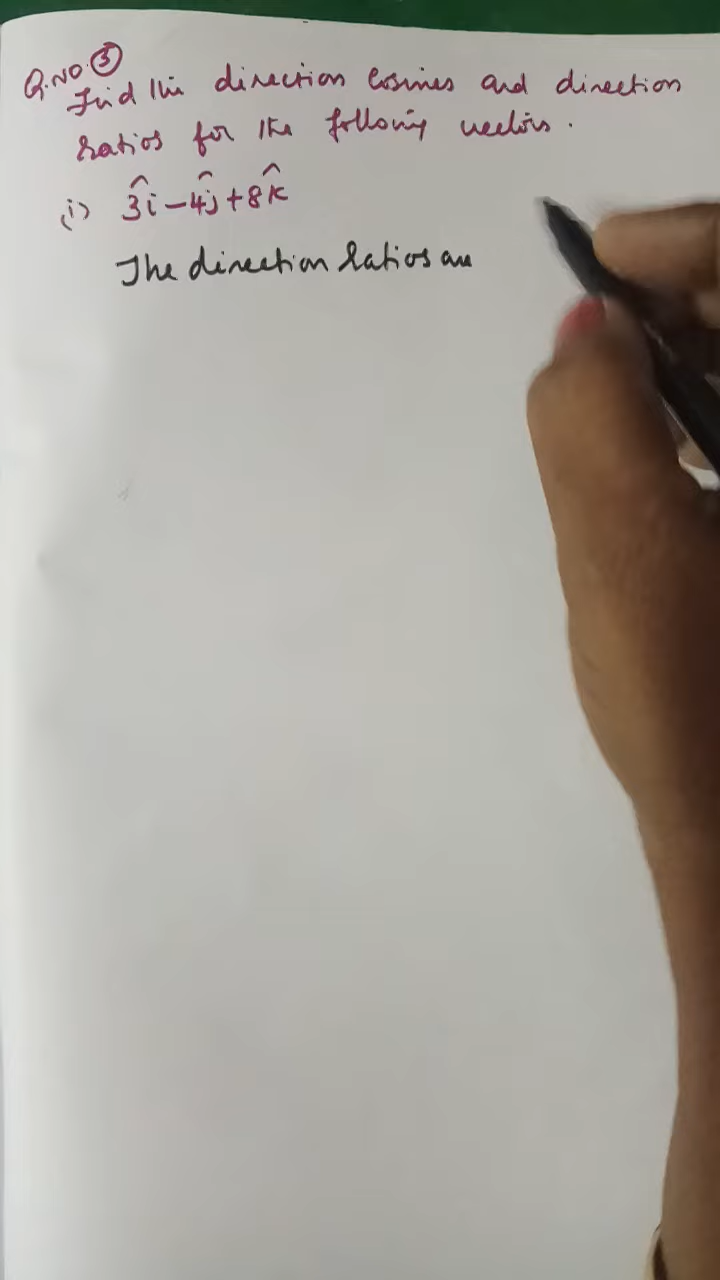 Q.NO. ③
Find the direction cosines and direction
ratios for the following vectors.
(i) 3î-4ĵ+8k̂
The direction ratios are